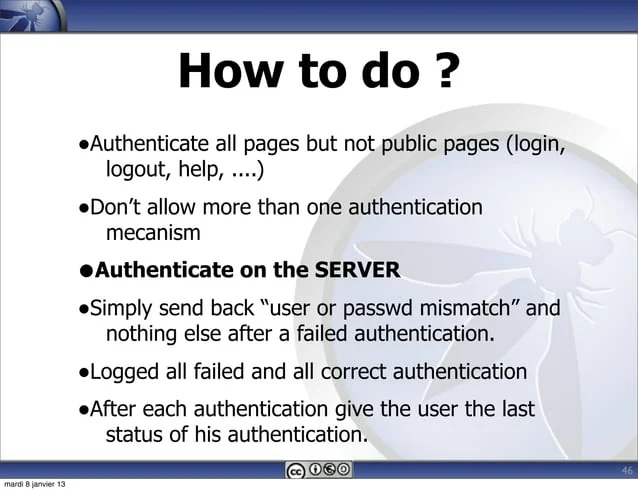 How to do ?
•Authenticate all pages but not public pages (login,
logout, help, ....)
•Don’t allow more than one authentication
mecanism
•Authenticate on the SERVER
•Simply send back “user or passwd mismatch” and
nothing else after a failed authentication.
•Logged all failed and all correct authentication
•After each authentication give the user the last
status of his authentication.
46
mardi 8 janvier 13